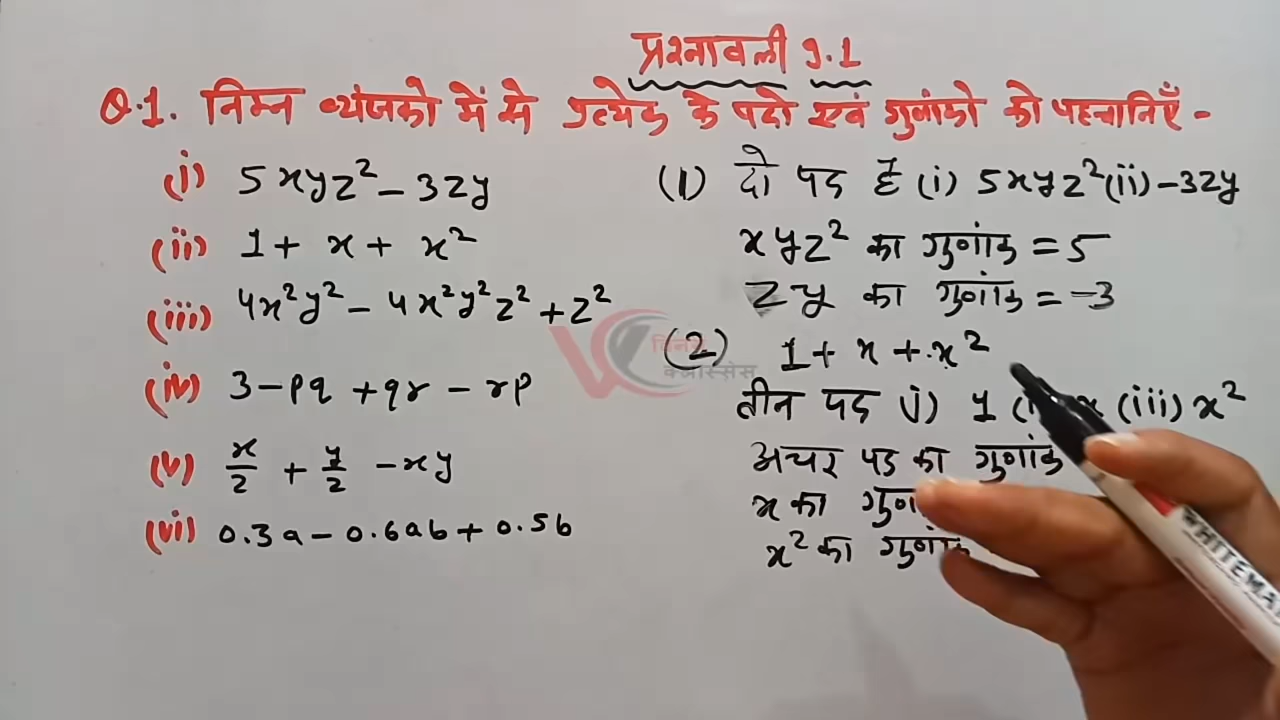 प्रश्नावली 9.1
Q.1. निम्न व्यंजको में से प्रत्येक के पदो एवं गुणांको को पहचानिएँ -
(i) 5xyz² - 3zy
(ii) 1 + x + x²
(iii) 4x²y² - 4x²y²z² + z²
(iv) 3 - pq + qr - rp
(v) x/2 + y/2 - xy
(vi) 0.3a - 0.6ab + 0.5b
(1) दो पद है (i) 5xyz² (ii) -3zy
xyz² का गुणांक = 5
zy का गुणांक = -3
(2) 1 + x + x²
तीन पद (i) 1 x (iii) x²
अचर पद का गुणांक
x का
x² का गुणांक
विनय
क्लास्सेस
WHITEMA